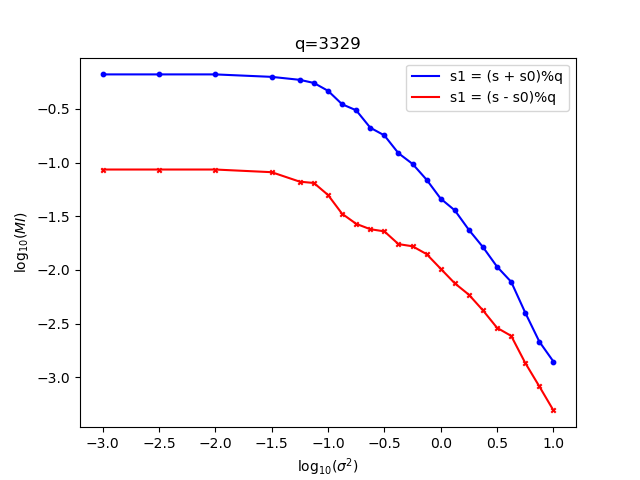 q=3329
s1 = (s + s0)%q
s1 = (s - s0)%q
log₁₀(MI)
−0.5
−1.0
−1.5
−2.0
−2.5
−3.0
−3.0 −2.5 −2.0 −1.5 −1.0 −0.5 0.0 0.5 1.0
log₁₀(σ²)